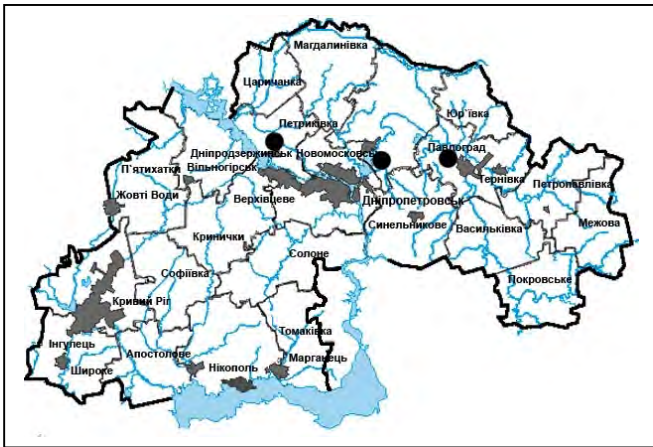 Магдалинівка
Царичанка
Юр'ївка
Петриківка
Дніпродзержинськ
Новомосковськ
Павлоград
П'ятихатки
Вільногірськ
Тернівка
Петропавлівка
Жовті Води
Верхівцеве
Дніпропетровськ
Синельникове
Васильківка
Межова
Кринички
Солоне
Софіївка
Покровське
Кривий Ріг
Томаківка
Інгулець
Апостолове
Марганець
Широке
Нікополь